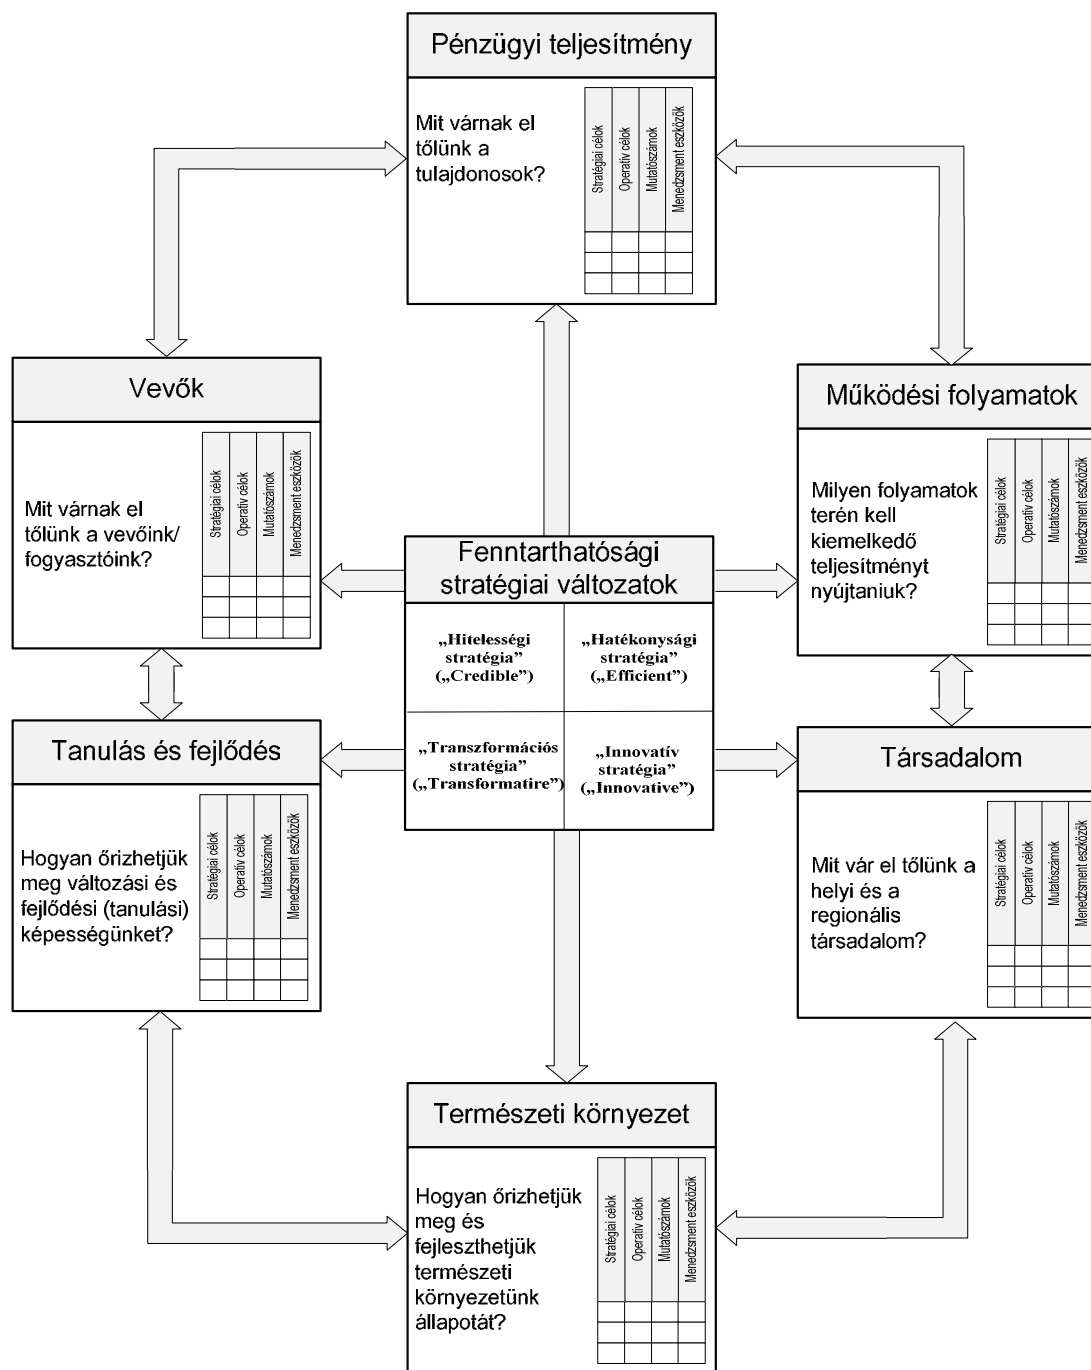 Pénzügyi teljesítmény
Mit várnak el
tőlünk a
tulajdonosok?
Stratégiai célok
Operatív célok
Mutatószámok
Menedzsment eszközök
Vevők
Mit várnak el
tőlünk a vevőink/
fogyasztóink?
Stratégiai célok
Operatív célok
Mutatószámok
Menedzsment eszközök
Működési folyamatok
Milyen folyamatok
terén kell
kiemelkedő
teljesítményt
nyújtaniuk?
Stratégiai célok
Operatív célok
Mutatószámok
Menedzsment eszközök
Fenntarthatósági
stratégiai változatok
„Hitelességi
stratégia”
(„Credible”)
„Hatékonysági
stratégia”
(„Efficient”)
„Transzformációs
stratégia”
(„Transformatire”)
„Innovatív
stratégia”
(„Innovative”)
Tanulás és fejlődés
Hogyan őrizhetjük
meg változási és
fejlődési (tanulási)
képességünket?
Stratégiai célok
Operatív célok
Mutatószámok
Menedzsment eszközök
Társadalom
Mit vár el tőlünk a
helyi és a
regionális
társadalom?
Stratégiai célok
Operatív célok
Mutatószámok
Menedzsment eszközök
Természeti környezet
Hogyan őrizhetjük
meg és
fejleszthetjük
természeti
környezetünk
állapotát?
Stratégiai célok
Operatív célok
Mutatószámok
Menedzsment eszközök